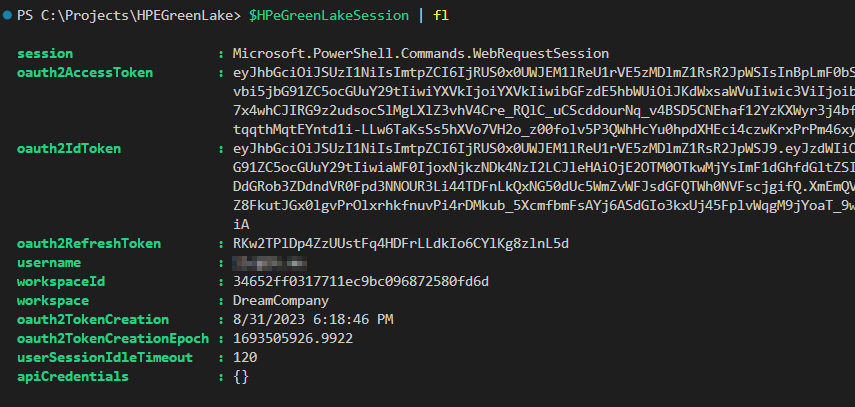 PS C:\Projects\HPEGreenLake> $HPeGreenLakeSession | fl
session : Microsoft.PowerShell.Commands.WebRequestSession
oauth2AccessToken : eyJhbGciOiJSUzI1NiIsImtpZCI6IjRUS0x0UWJEM1lReU1rVE5zMDlmZ1RsR2JpWSIsInBpLmF0bS
vbi5jbG91ZC5ocGUuY29tIiwiYXVkIjoiYXVkIiwibGFzdE5hbWUiOiJKdWxsaWVuIiwic3ViIjoib
7x4whCJIRG9z2udsocSlMgLXlZ3vhV4Cre_RQlC_uCScddourNq_v4BSD5CNEhaf12YzKXWyr3j4bf
tqqthMqtEYntd1i-LLw6TaKsSs5hXVo7VH2o_z00folv5P3QWhHcYu0hpdXHEci4czwKrxPrPm46xy
oauth2IdToken : eyJhbGciOiJSUzI1NiIsImtpZCI6IjRUS0x0UWJEM1lReU1rVE5zMDlmZ1RsR2JpWSJ9.eyJzdWIiO
G91ZC5ocGUuY29tIiwiaWF0IjoxNjkzNDk4NzI2LCJleHAiOjE2OTM0OTkwMjYsImF1dGhfdGltZSI
DdGRob3ZDdndVR0Fpd3NNOUR3Li44TDFnLkQxNG50dUc5WmZvWFJsdGFQTWh0NVFscjgifQ.XmEmQV
Z8FkutJGx0lgvPrOlxrhkfnuvPi4rDMkub_5XcmfbmFsAYj6ASdGIo3kxUj45FplvWqgM9jYoaT_9w
iA
oauth2RefreshToken : RKw2TPlDp4ZzUUstFq4HDFrLLdkIo6CYlKg8zlnL5d
username :
workspaceId : 34652ff0317711ec9bc096872580fd6d
workspace : DreamCompany
oauth2TokenCreation : 8/31/2023 6:18:46 PM
oauth2TokenCreationEpoch : 1693505926.9922
userSessionIdleTimeout : 120
apiCredentials : {}